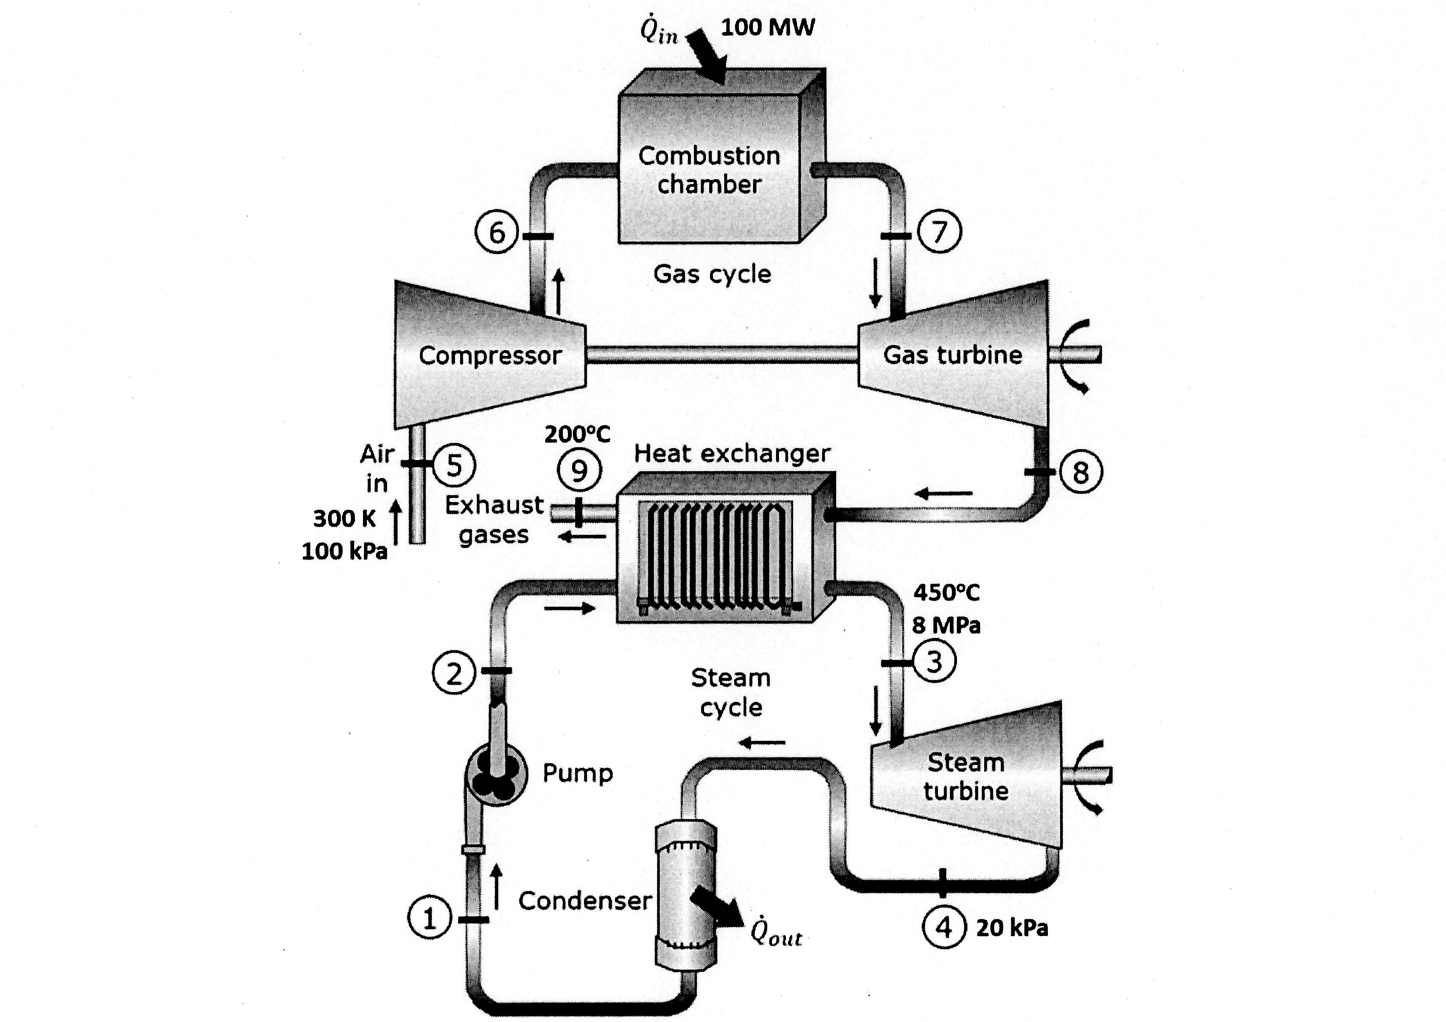 Q̇in 100 MW
Combustion
chamber
6
7
Gas cycle
Compressor
Gas turbine
Air
in
5
300 K
100 kPa
200°C
9
Heat exchanger
8
Exhaust
gases
450°C
8 MPa
3
2
Steam
cycle
Pump
Steam
turbine
1
Condenser
Q̇out
4 20 kPa